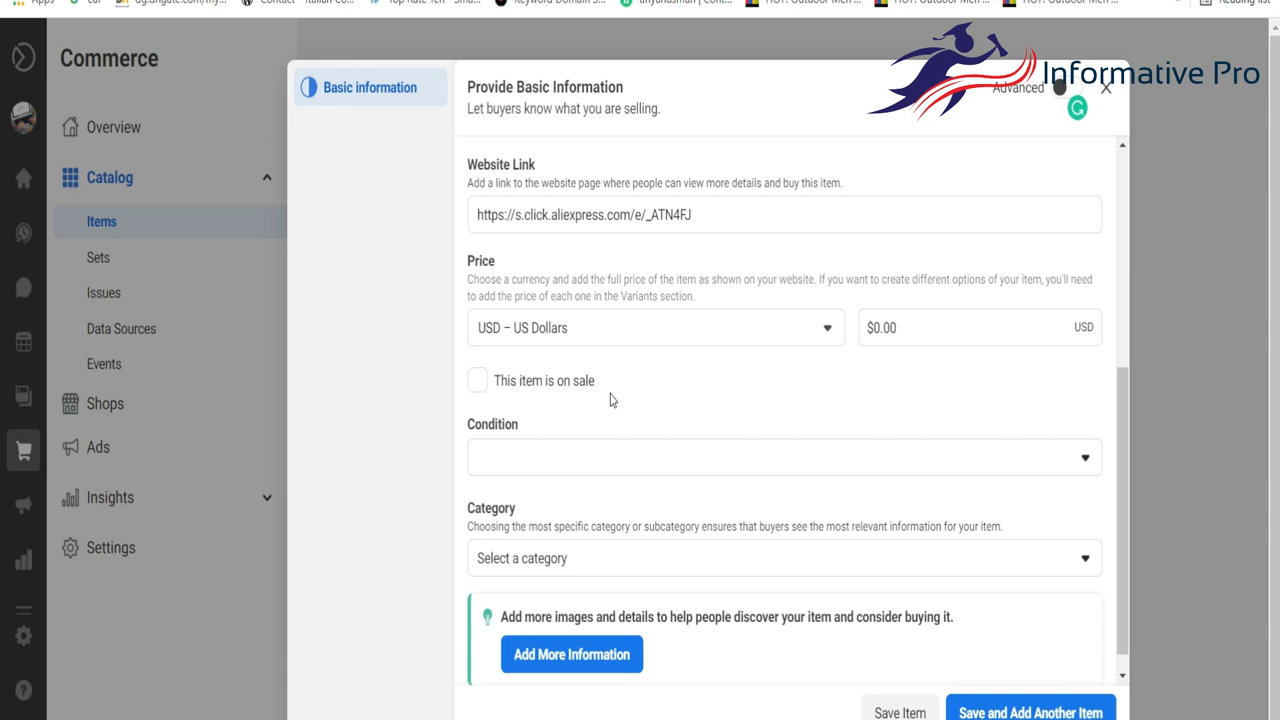 Apps
Reading list
Commerce
Overview
Catalog
Items
Sets
Issues
Data Sources
Events
Shops
Ads
Insights
Settings
Basic information
Provide Basic Information
Let buyers know what you are selling.
Advanced
Informative Pro
G
Website Link
Add a link to the website page where people can view more details and buy this item.
https://s.click.aliexpress.com/e/_ATN4FJ
Price
Choose a currency and add the full price of the item as shown on your website. If you want to create different options of your item, you'll need
to add the price of each one in the Variants section.
USD – US Dollars
$0.00 USD
This item is on sale
Condition
Category
Choosing the most specific category or subcategory ensures that buyers see the most relevant information for your item.
Select a category
Add more images and details to help people discover your item and consider buying it.
Add More Information
Save Item
Save and Add Another Item